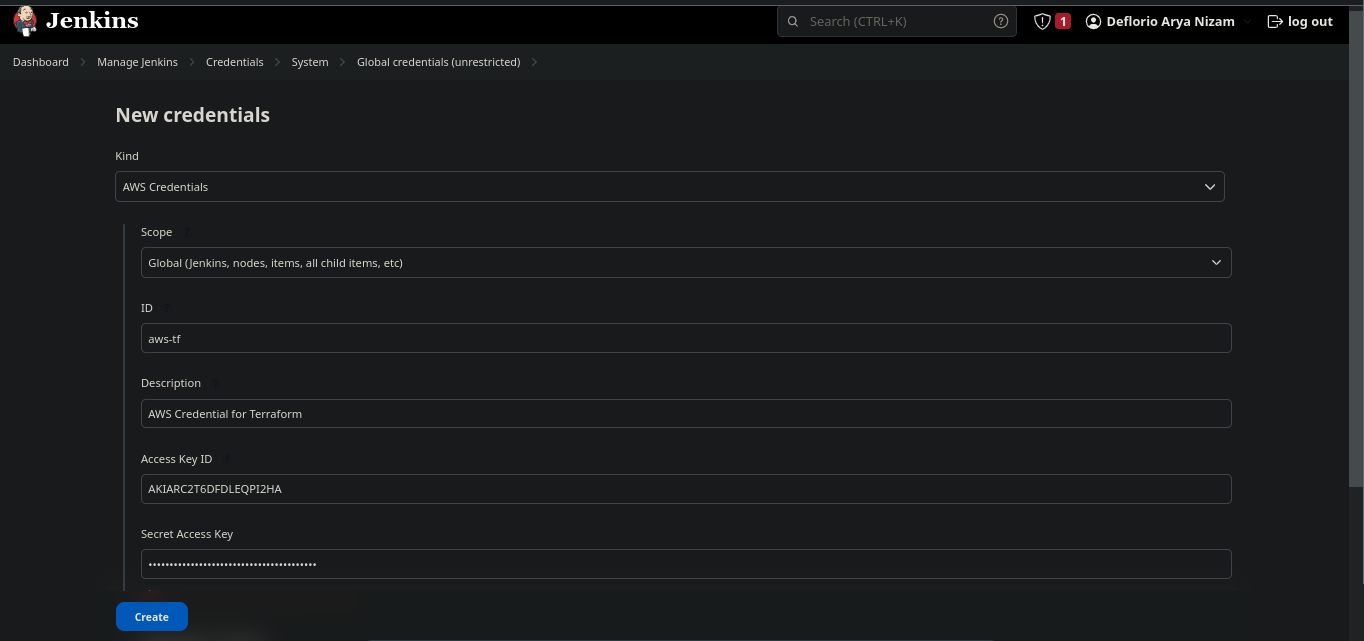 Jenkins
Search (CTRL+K)
?
1
Deflorio Arya Nizam
log out
Dashboard
Manage Jenkins
Credentials
System
Global credentials (unrestricted)
New credentials
Kind
AWS Credentials
Scope ?
Global (Jenkins, nodes, items, all child items, etc)
ID ?
aws-tf
Description ?
AWS Credential for Terraform
Access Key ID ?
AKIARC2T6DFDLEQPI2HA
Secret Access Key
••••••••••••••••••••••••••••••••••••••••
Create